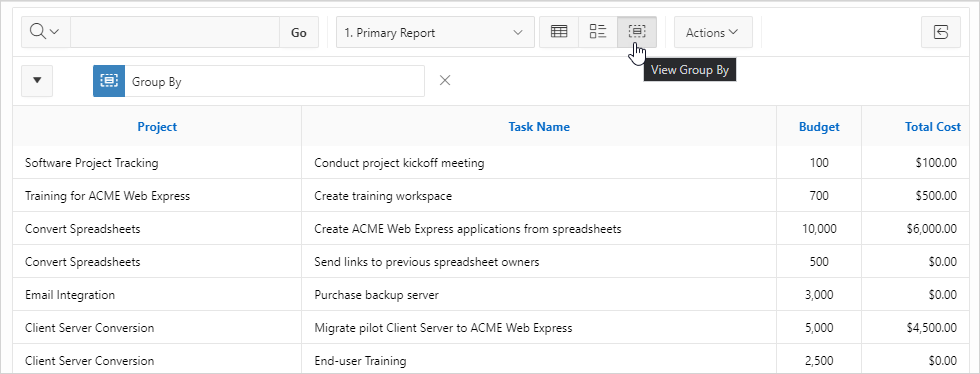 Go 1. Primary Report Actions
View Group By
Group By
Project Task Name Budget Total Cost
Software Project Tracking Conduct project kickoff meeting 100 $100.00
Training for ACME Web Express Create training workspace 700 $500.00
Convert Spreadsheets Create ACME Web Express applications from spreadsheets 10,000 $6,000.00
Convert Spreadsheets Send links to previous spreadsheet owners 500 $0.00
Email Integration Purchase backup server 3,000 $0.00
Client Server Conversion Migrate pilot Client Server to ACME Web Express 5,000 $4,500.00
Client Server Conversion End-user Training 2,500 $0.00